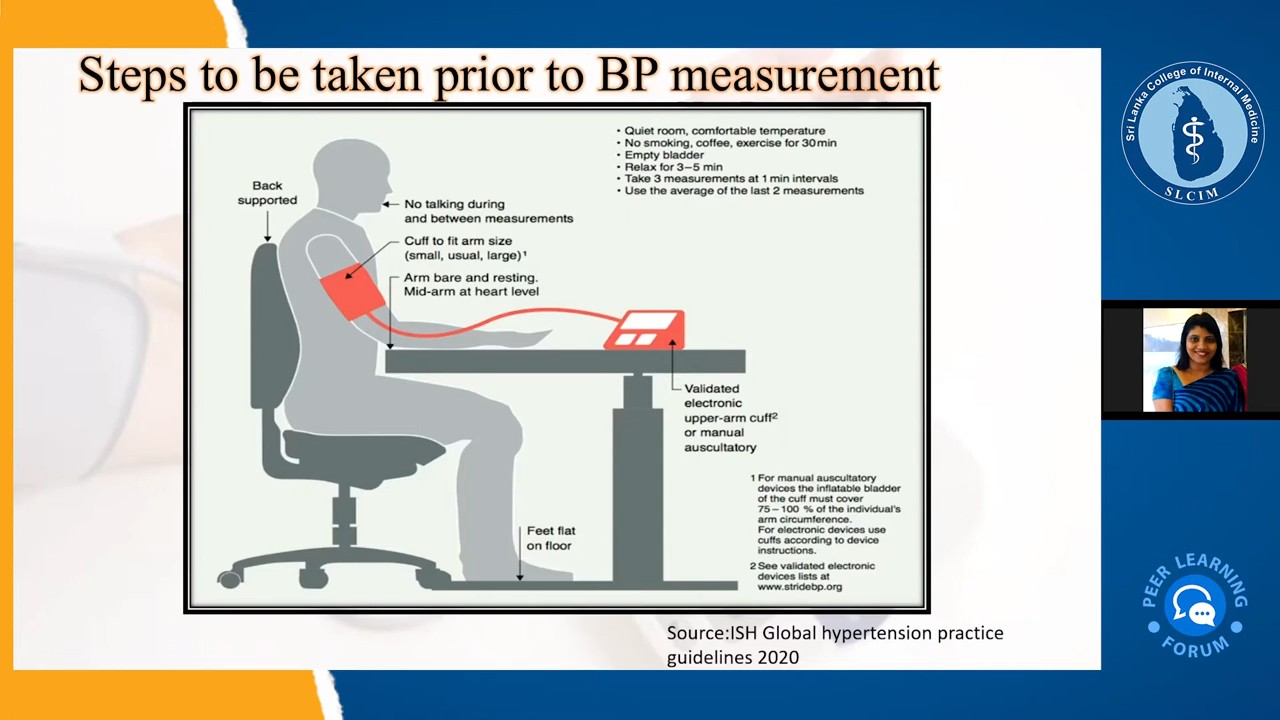 Steps to be taken prior to BP measurement
• Quiet room, comfortable temperature
• No smoking, coffee, exercise for 30 min
• Empty bladder
• Relax for 3–5 min
• Take 3 measurements at 1 min intervals
• Use the average of the last 2 measurements
Back
supported
No talking during
and between measurements
Cuff to fit arm size
(small, usual, large)¹
Arm bare and resting.
Mid-arm at heart level
Validated
electronic
upper-arm cuff²
or manual
auscultatory
Feet flat
on floor
1 For manual auscultatory
devices the inflatable bladder
of the cuff must cover
75–100 % of the individual's
arm circumference.
For electronic devices use
cuffs according to device
instructions.
2 See validated electronic
devices lists at
www.stridebp.org
Source:ISH Global hypertension practice
guidelines 2020
Sri Lanka College of Internal Medicine
SLCIM
PEER LEARNING
FORUM